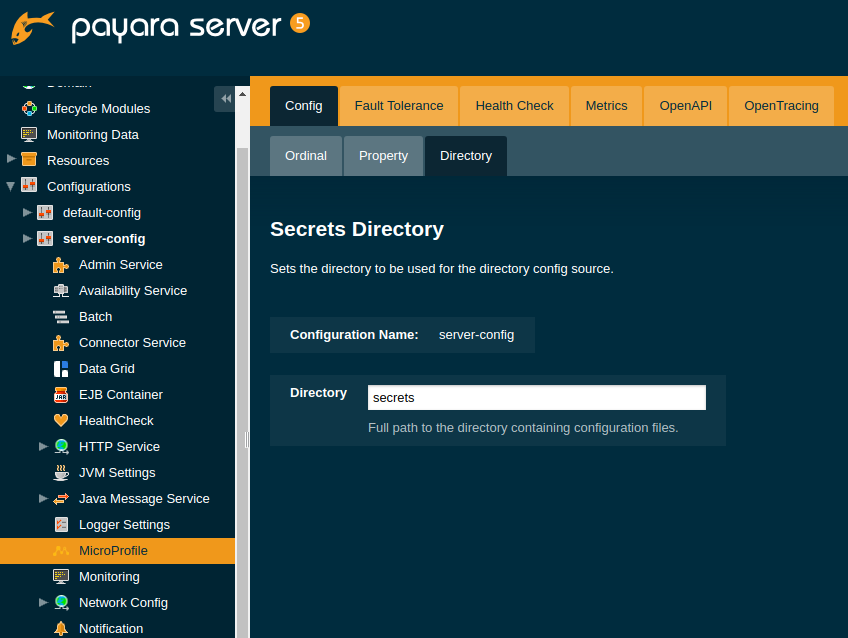 payara server 5
Domain
Lifecycle Modules
Monitoring Data
Resources
Configurations
default-config
server-config
Admin Service
Availability Service
Batch
Connector Service
Data Grid
EJB Container
HealthCheck
HTTP Service
JVM Settings
Java Message Service
Logger Settings
MicroProfile
Monitoring
Network Config
Notification
Config Fault Tolerance Health Check Metrics OpenAPI OpenTracing
Ordinal Property Directory
Secrets Directory
Sets the directory to be used for the directory config source.
Configuration Name: server-config
Directory secrets
Full path to the directory containing configuration files.